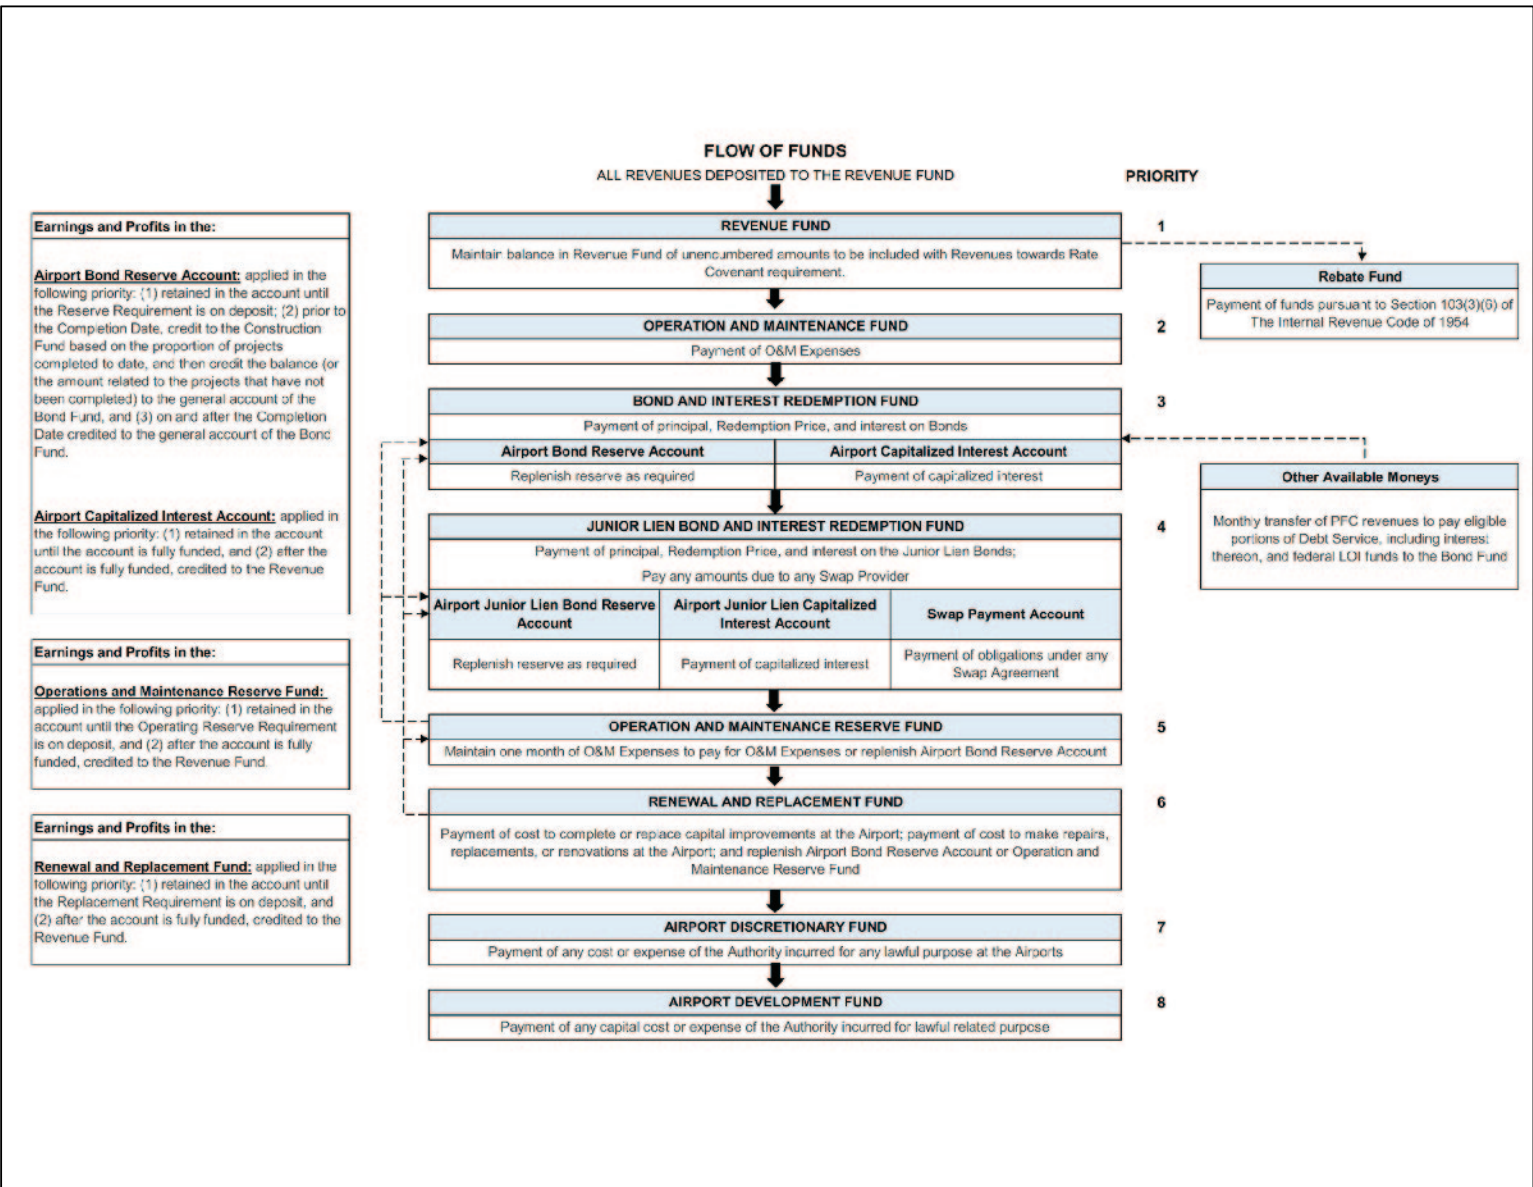 FLOW OF FUNDS
ALL REVENUES DEPOSITED TO THE REVENUE FUND
PRIORITY
Earnings and Profits in the:
Airport Bond Reserve Account: applied in the
following priority: (1) retained in the account until
the Reserve Requirement is on deposit; (2) prior to
the Completion Date, credit to the Construction
Fund based on the proportion of projects
completed to date, and then credit the balance (or
the amount related to the projects that have not
been completed) to the general account of the
Bond Fund, and (3) on and after the Completion
Date credited to the general account of the Bond
Fund.
Airport Capitalized Interest Account: applied in
the following priority: (1) retained in the account
until the account is fully funded, and (2) after the
account is fully funded, credited to the Revenue
Fund.
Earnings and Profits in the:
Operations and Maintenance Reserve Fund:
applied in the following priority: (1) retained in the
account until the Operating Reserve Requirement
is on deposit, and (2) after the account is fully
funded, credited to the Revenue Fund.
Earnings and Profits in the:
Renewal and Replacement Fund: applied in the
following priority: (1) retained in the account until
the Replacement Requirement is on deposit, and
(2) after the account is fully funded, credited to the
Revenue Fund.
REVENUE FUND
1
Maintain balance in Revenue Fund of unencumbered amounts to be included with Revenues towards Rate
Covenant requirement.
OPERATION AND MAINTENANCE FUND
2
Payment of O&M Expenses
BOND AND INTEREST REDEMPTION FUND
3
Payment of principal, Redemption Price, and interest on Bonds
Airport Bond Reserve Account
Airport Capitalized Interest Account
Replenish reserve as required
Payment of capitalized interest
JUNIOR LIEN BOND AND INTEREST REDEMPTION FUND
4
Payment of principal, Redemption Price, and interest on the Junior Lien Bonds;
Pay any amounts due to any Swap Provider
Airport Junior Lien Bond Reserve
Account
Airport Junior Lien Capitalized
Interest Account
Swap Payment Account
Replenish reserve as required
Payment of capitalized interest
Payment of obligations under any
Swap Agreement
OPERATION AND MAINTENANCE RESERVE FUND
5
Maintain one month of O&M Expenses to pay for O&M Expenses or replenish Airport Bond Reserve Account
RENEWAL AND REPLACEMENT FUND
6
Payment of cost to complete or replace capital improvements at the Airport; payment of cost to make repairs,
replacements, or renovations at the Airport; and replenish Airport Bond Reserve Account or Operation and
Maintenance Reserve Fund
AIRPORT DISCRETIONARY FUND
7
Payment of any cost or expense of the Authority incurred for any lawful purpose at the Airports
AIRPORT DEVELOPMENT FUND
8
Payment of any capital cost or expense of the Authority incurred for lawful related purpose
Rebate Fund
Payment of funds pursuant to Section 103(3)(6) of
The Internal Revenue Code of 1954
Other Available Moneys
Monthly transfer of PFC revenues to pay eligible
portions of Debt Service, including interest
thereon, and federal LOI funds to the Bond Fund